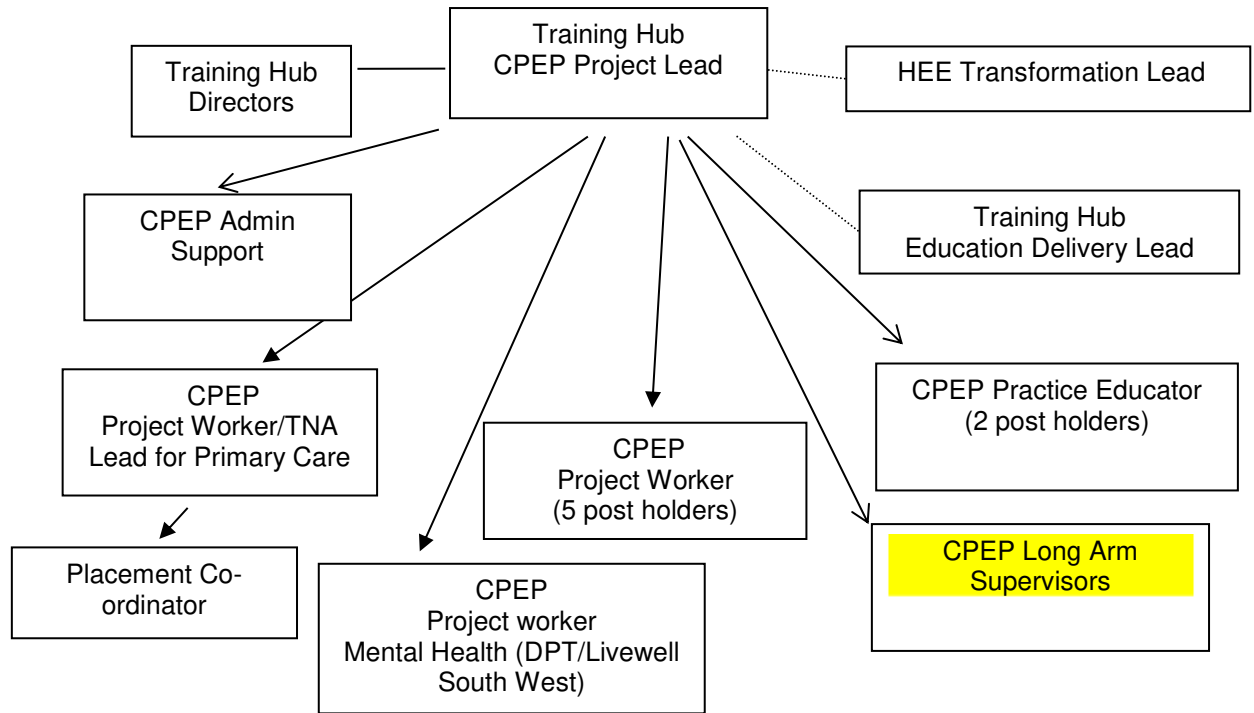 Training Hub
CPEP Project Lead
Training Hub
Directors
HEE Transformation Lead
CPEP Admin
Support
Training Hub
Education Delivery Lead
CPEP
Project Worker/TNA
Lead for Primary Care
CPEP Practice Educator
(2 post holders)
CPEP
Project Worker
(5 post holders)
CPEP Long Arm
Supervisors
Placement Co-
ordinator
CPEP
Project worker
Mental Health (DPT/Livewell
South West)